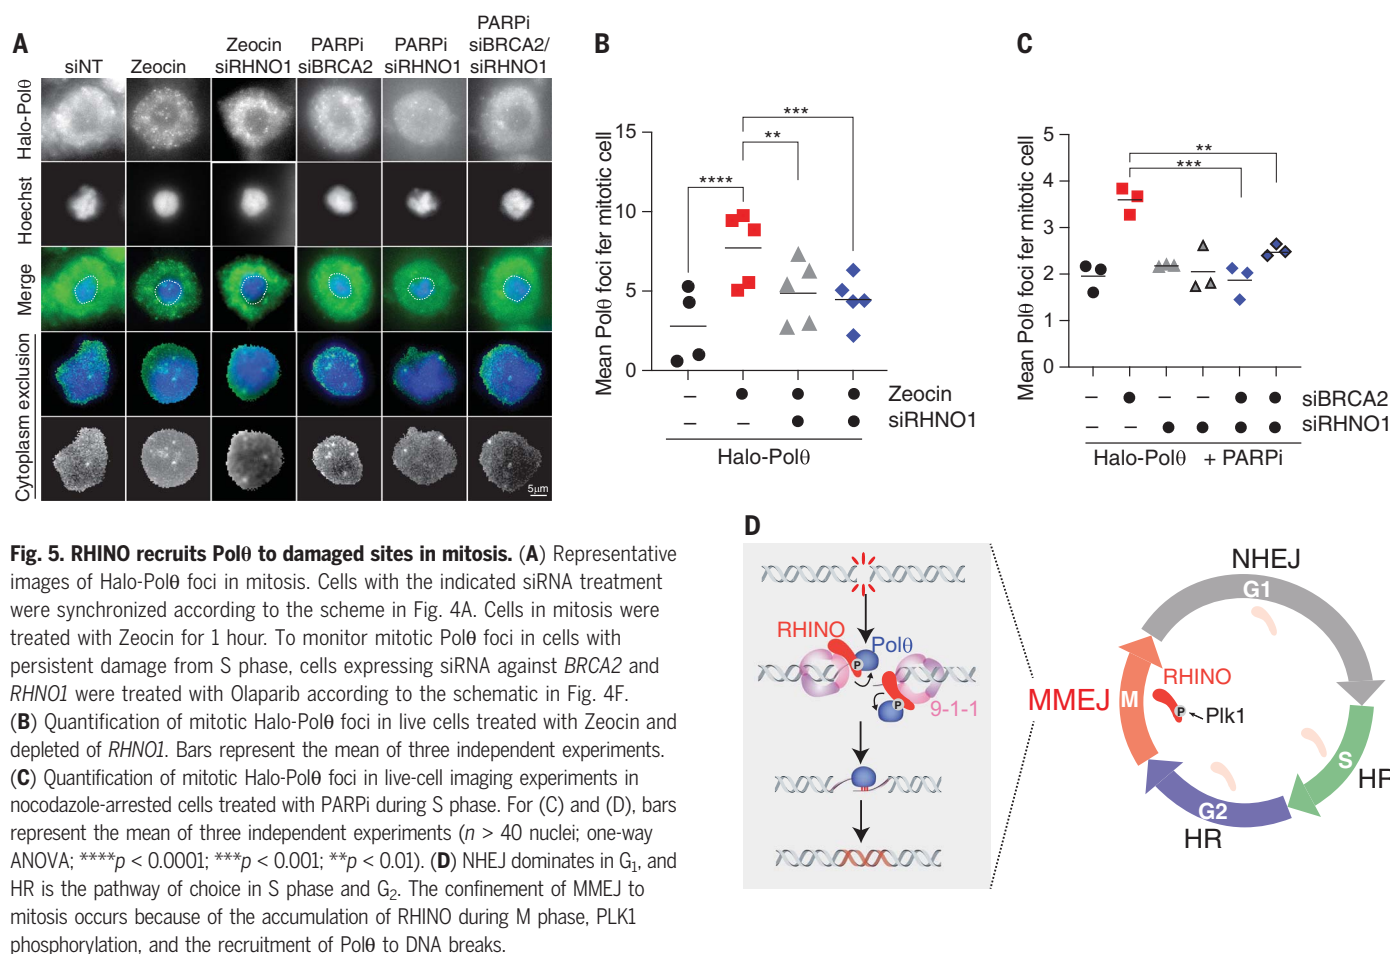 A
siNT
Zeocin
Zeocin
siRHNO1
PARPi
siBRCA2
PARPi
siRHNO1
PARPi
siBRCA2/
siRHNO1
Halo-Polθ
Hoechst
Merge
Cytoplasm exclusion
5μm
B
Mean Polθ foci fer mitotic cell
15
10
5
0
****
**
***
Zeocin
siRHNO1
– ● ● ●
– – ● ●
Halo-Polθ
C
Mean Polθ foci fer mitotic cell
5
4
3
2
1
0
***
**
– ● – – ● ●
siBRCA2
– – ● ● ● ●
siRHNO1
Halo-Polθ + PARPi
Fig. 5. RHINO recruits Polθ to damaged sites in mitosis. (A) Representative
images of Halo-Polθ foci in mitosis. Cells with the indicated siRNA treatment
were synchronized according to the scheme in Fig. 4A. Cells in mitosis were
treated with Zeocin for 1 hour. To monitor mitotic Polθ foci in cells with
persistent damage from S phase, cells expressing siRNA against BRCA2 and
RHNO1 were treated with Olaparib according to the schematic in Fig. 4F.
(B) Quantification of mitotic Halo-Polθ foci in live cells treated with Zeocin and
depleted of RHNO1. Bars represent the mean of three independent experiments.
(C) Quantification of mitotic Halo-Polθ foci in live-cell imaging experiments in
nocodazole-arrested cells treated with PARPi during S phase. For (C) and (D), bars
represent the mean of three independent experiments (n > 40 nuclei; one-way
ANOVA; ****p < 0.0001; ***p < 0.001; **p < 0.01). (D) NHEJ dominates in G1, and
HR is the pathway of choice in S phase and G2. The confinement of MMEJ to
mitosis occurs because of the accumulation of RHINO during M phase, PLK1
phosphorylation, and the recruitment of Polθ to DNA breaks.
D
RHINO
Polθ
P
P
9-1-1
MMEJ
NHEJ
G1
M
RHINO
P
Plk1
S
HR
G2
HR